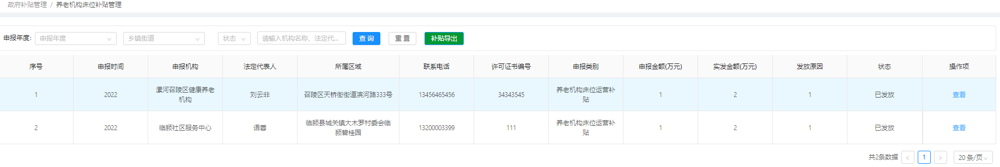 政府补贴管理 / 养老机构床位补贴管理
申报年度: 申报年度 乡镇街道 状态 请输入机构名称、法定代... 查 询 重 置 补贴导出
序号 申报时间 申报机构 法定代表人 所属区域 联系电话 许可证书编号 申报类别 申报金额(万元) 实发金额(万元) 发放原因 状态 操作项
1 2022 漯河召陵区健康养老机构 刘云非 召陵区天桥街街道滨河路333号 13456465456 34343545 养老机构床位运营补贴 1 2 1 已发放 查看
2 2022 临颍社区服务中心 语蓉 临颍县城关镇大木罗村委会临颍碧桂园 13200003399 111 养老机构床位运营补贴 1 2 1 已发放 查看
共2条数据 < 1 > 20 条/页